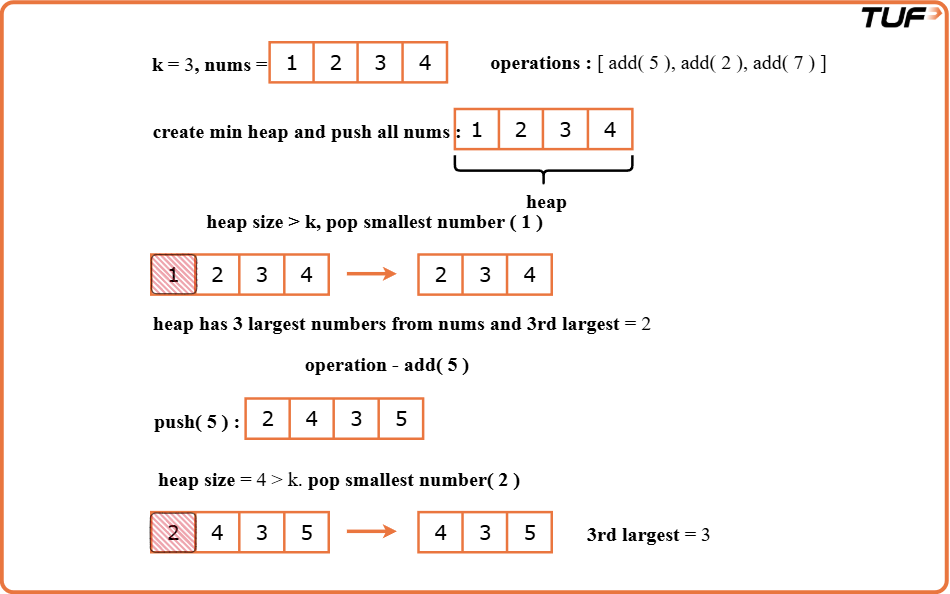 TUF
k = 3, nums = 1 2 3 4 operations : [ add( 5 ), add( 2 ), add( 7 ) ]
create min heap and push all nums : 1 2 3 4
heap
heap size > k, pop smallest number ( 1 )
1 2 3 4 2 3 4
heap has 3 largest numbers from nums and 3rd largest = 2
operation - add( 5 )
push( 5 ) : 2 4 3 5
heap size = 4 > k. pop smallest number( 2 )
2 4 3 5 4 3 5 3rd largest = 3